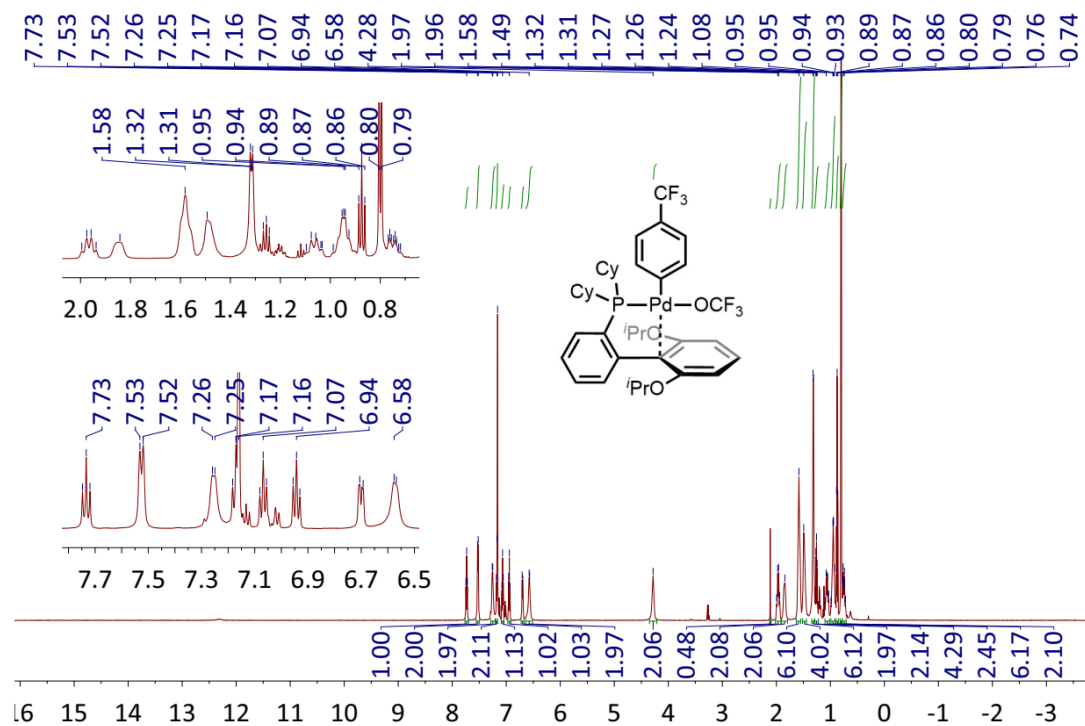 7.73 7.53 7.52 7.26 7.25 7.17 7.16 7.07 6.94 6.58 4.28 1.97 1.96 1.58 1.49 1.32 1.31 1.27 1.26 1.24 1.08 0.95 0.95 0.94 0.93 0.89 0.87 0.86 0.80 0.79 0.76 0.74
1.58 1.32 1.31 0.95 0.94 0.89 0.87 0.86 0.80 0.79
2.0 1.8 1.6 1.4 1.2 1.0 0.8
CF3
Cy
Cy
P Pd OCF3
iPrO
iPrO
7.73 7.53 7.52 7.26 7.25 7.17 7.16 7.07 6.94 6.58
7.7 7.5 7.3 7.1 6.9 6.7 6.5
1.00 2.00 1.97 2.11 1.13 1.02 1.03 1.97 2.06 0.48 2.08 2.06 6.10 4.02 6.12 1.97 2.14 4.29 2.45 6.17 2.10
16 15 14 13 12 11 10 9 8 7 6 5 4 3 2 1 0 -1 -2 -3